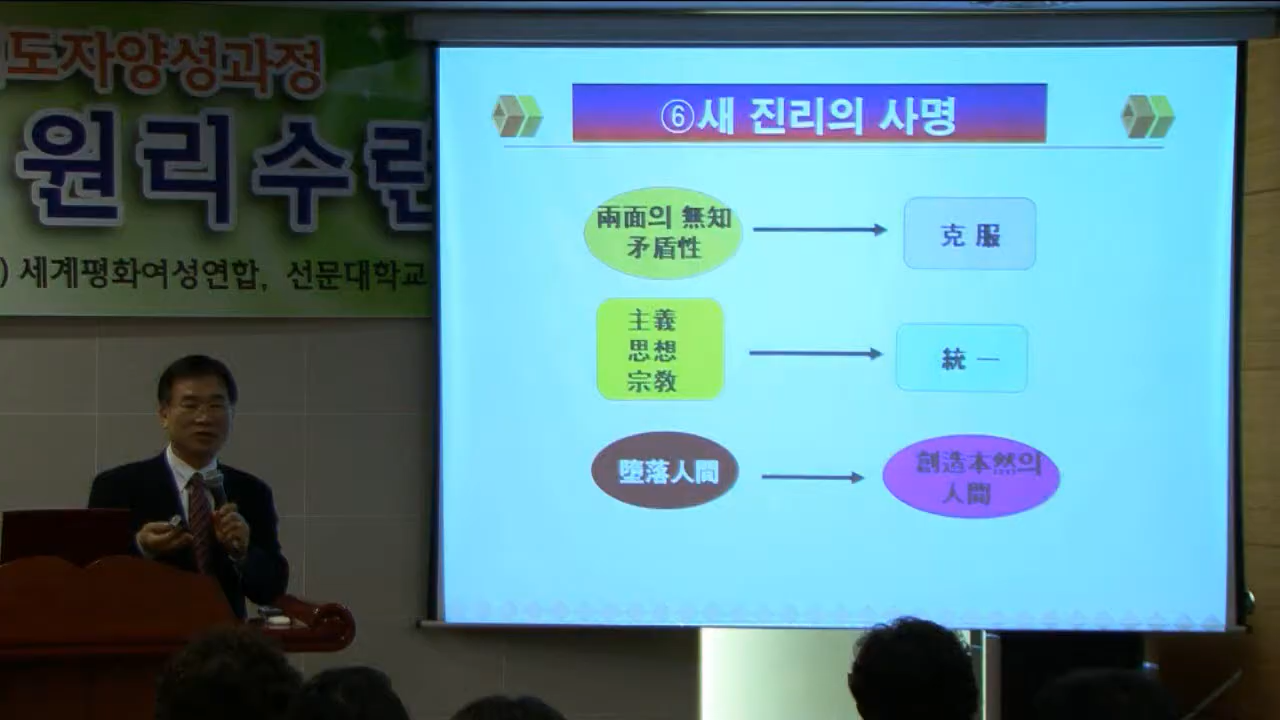 도자양성과정
원리수련
) 세계평화여성연합, 선문대학교
⑥새 진리의 사명
兩面의 無知
矛盾性
克 服
主義
思想
宗敎
統 一
墮落人間
創造本然의
人間